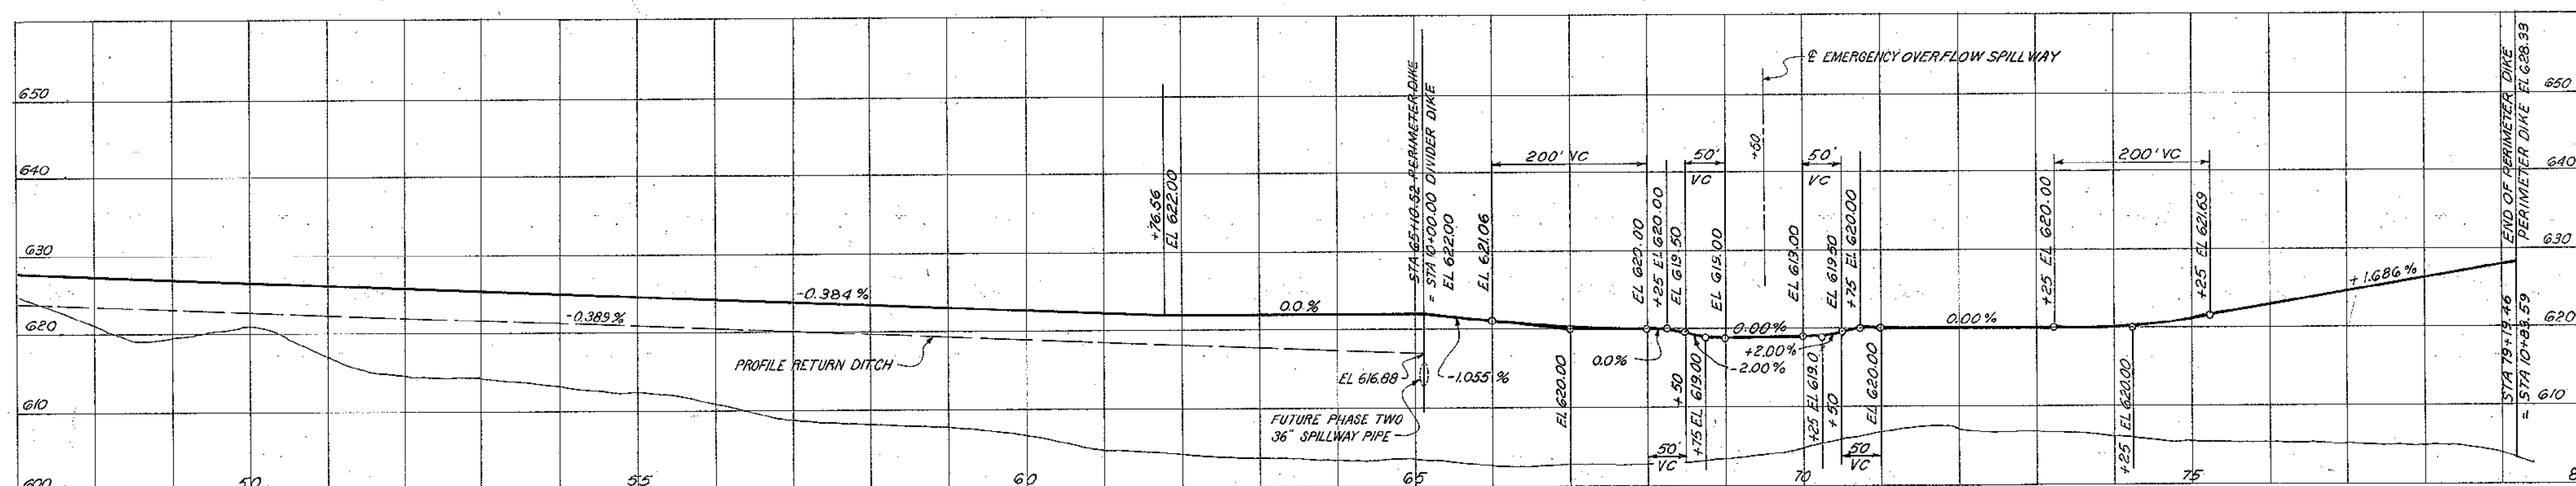 650
640
630
620
610
600
50
55
60
65
70
75
8
650
640
630
620
610
-0.384 %
-0.389 %
PROFILE RETURN DITCH
+76.56
EL 622.00
0.0 %
STA 65+10.52 PERIMETER DIKE
= STA 10+00.00 DIVIDER DIKE
EL 622.00
EL 616.88
FUTURE PHASE TWO
36" SPILLWAY PIPE
-1.055 %
EL 621.06
200' VC
EL 620.00
EL 620.00
+25 EL 620.00
EL 619.50
50'
VC
EL 619.00
0.0%
+50
+75 EL 619.00
50'
VC
-2.00%
0.00%
+2.00%
℄ EMERGENCY OVERFLOW SPILLWAY
+50
EL 619.00
50'
VC
EL 619.50
+75 EL 620.00
+25 EL 619.0
+50
EL 620.00
50
VC
0.00%
+25 EL 620.00
200' VC
+25 EL 620.00
+25 EL 621.69
+1.686 %
STA 79+19.46 END OF PERIMETER DIKE
= STA 10+83.59 PERIMETER DIKE EL 628.33